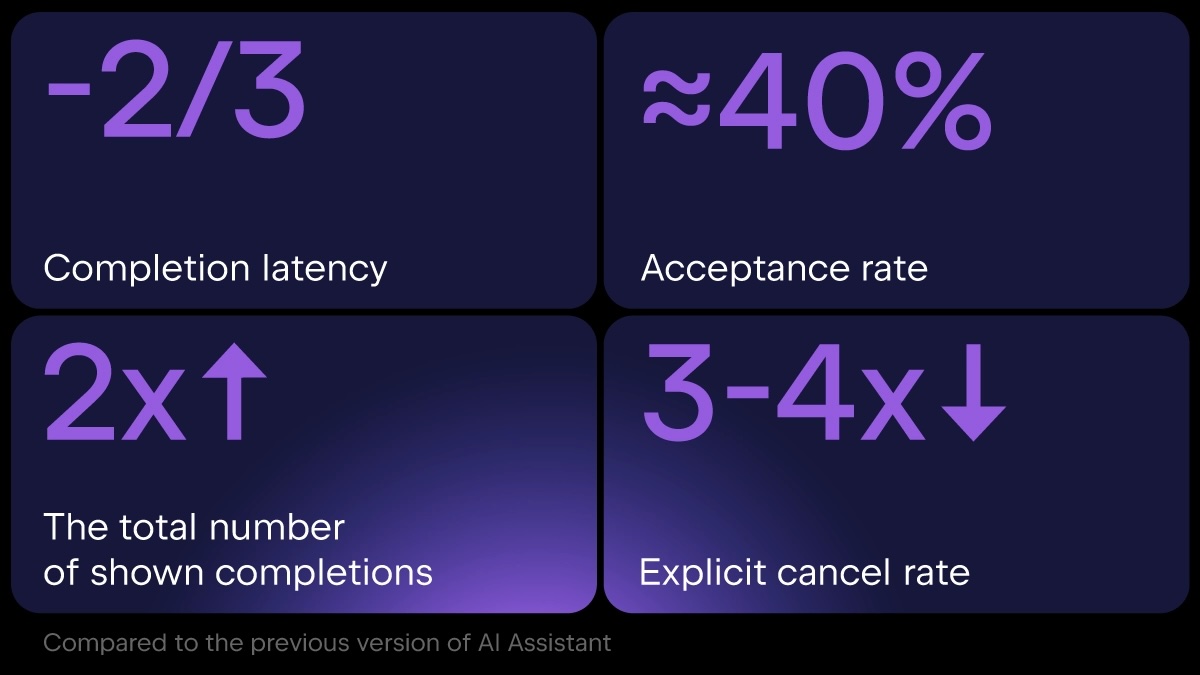 -2/3
Completion latency
≈40%
Acceptance rate
2x↑
The total number
of shown completions
3-4x↓
Explicit cancel rate
Compared to the previous version of AI Assistant